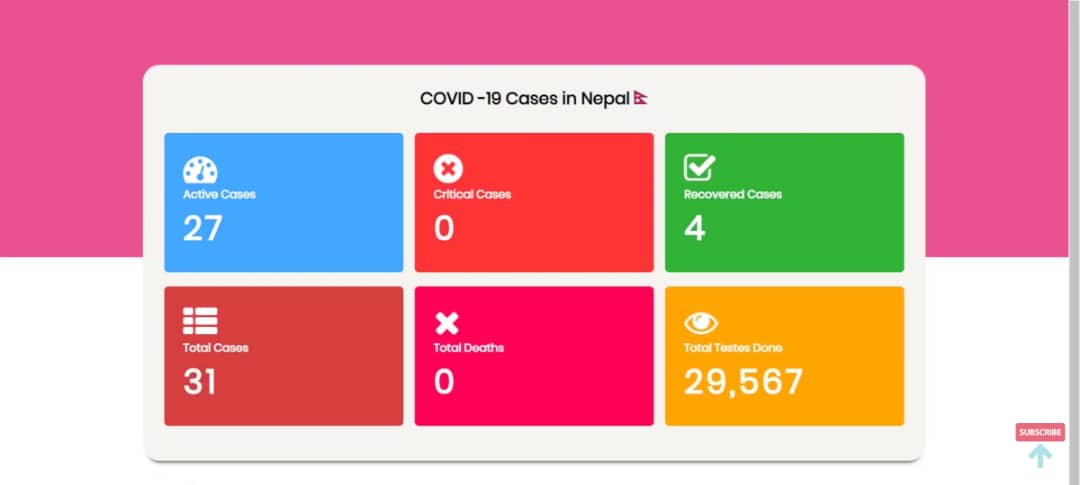 COVID -19 Cases in Nepal
Active Cases
27
Critical Cases
0
Recovered Cases
4
Total Cases
31
Total Deaths
0
Total Testes Done
29,567
SUBSCRIBE